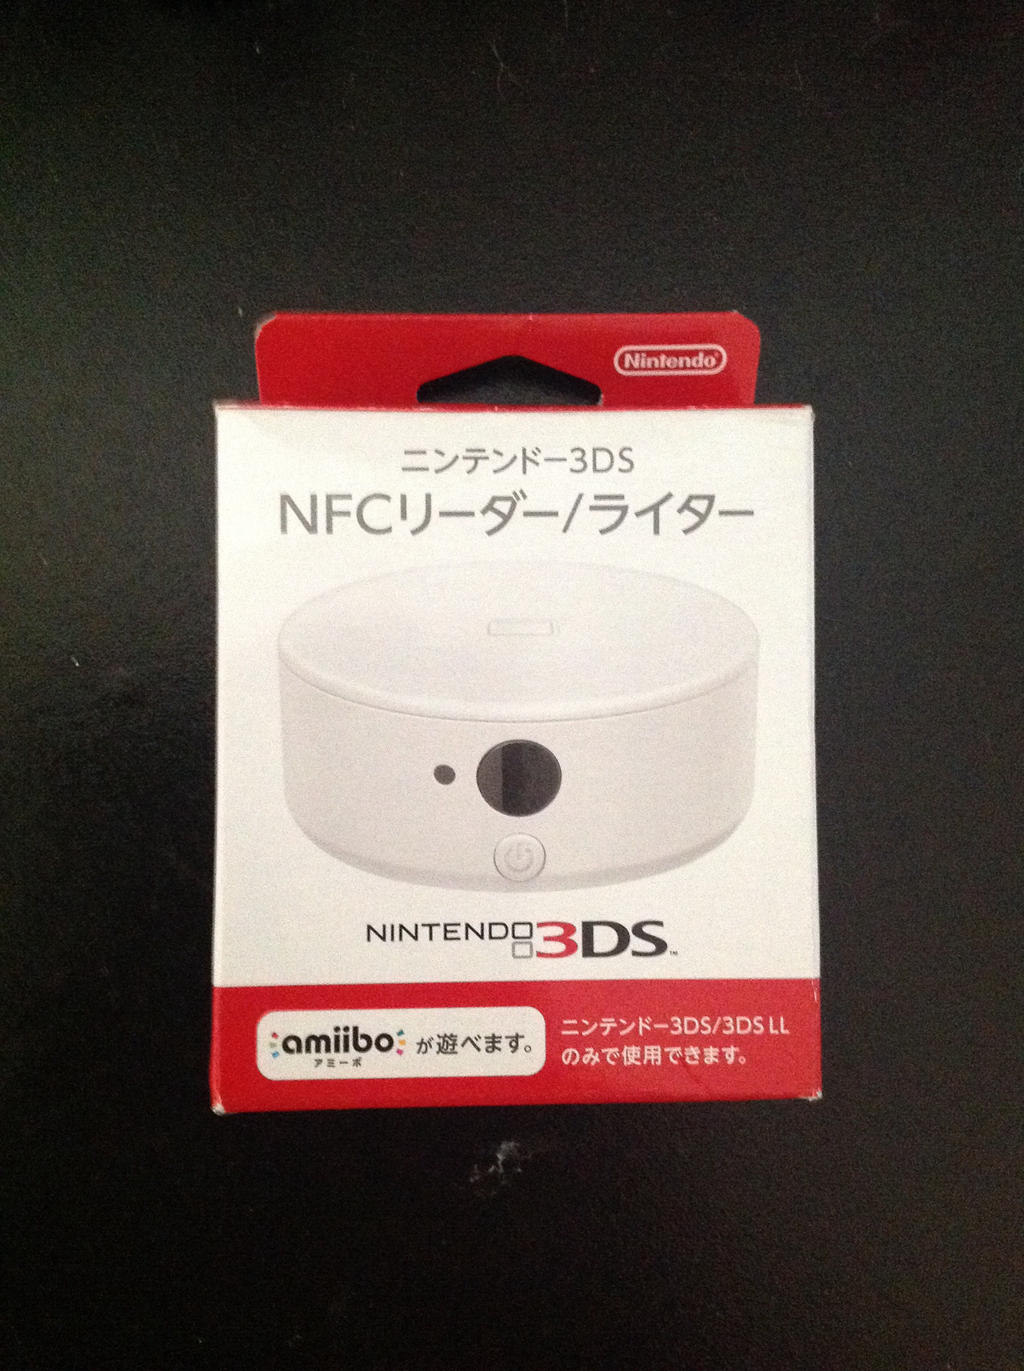 Nintendo
ニンテンドー3DS
NFCリーダー/ライター
NINTENDO 3DS™
amiibo が遊べます。
アミーボ
ニンテンドー3DS/3DS LL
のみで使用できます。